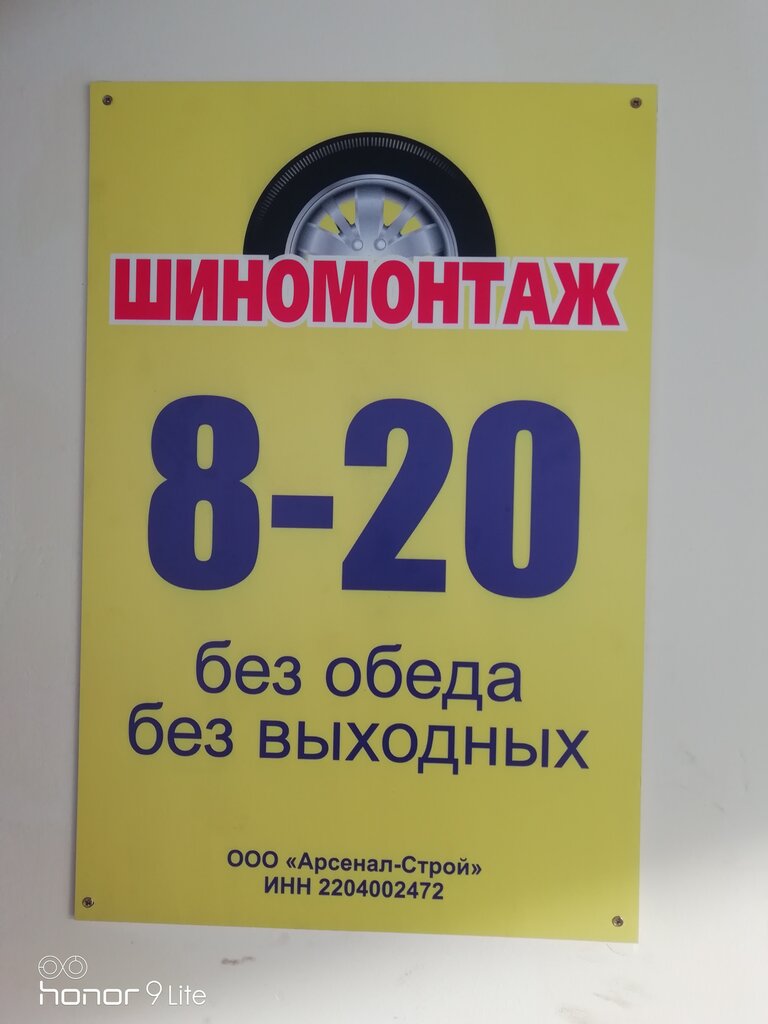 ШИНОМОНТАЖ
8-20
без обеда
без выходных
ООО «Арсенал-Строй»
ИНН 2204002472
honor 9 Lite